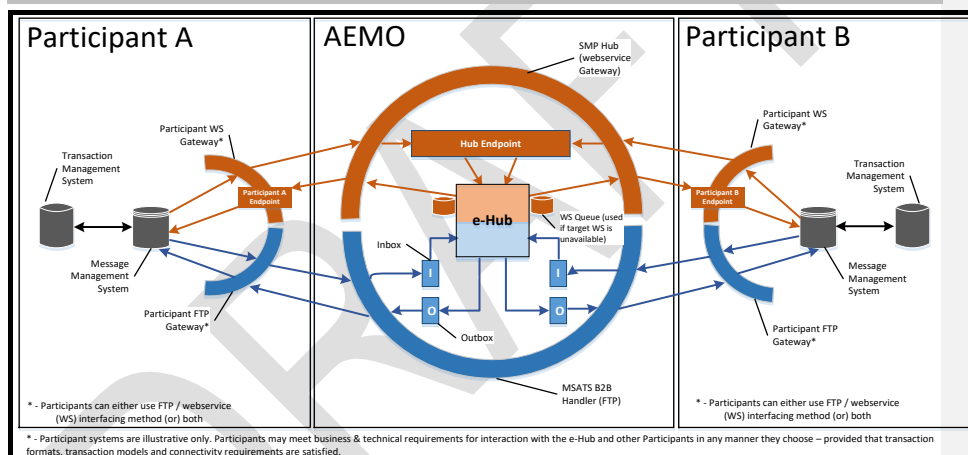 Participant A
AEMO
Participant B
SMP Hub
(webservice
Gateway)
Participant WS
Gateway*
Transaction
Management
System
Participant A
Endpoint
Message
Management
System
Participant FTP
Gateway*
* - Participants can either use FTP / webservice
(WS) interfacing method (or) both
Hub Endpoint
e-Hub
WS Queue (used
if target WS is
unavailable)
Inbox
I
I
O
O
Outbox
MSATS B2B
Handler (FTP)
Participant WS
Gateway*
Transaction
Management
System
Participant B
Endpoint
Message
Management
System
Participant FTP
Gateway*
* - Participants can either use FTP / webservice
(WS) interfacing method (or) both
* - Participant systems are illustrative only. Participants may meet business & technical requirements for interaction with the e-Hub and other Participants in any manner they choose – provided that transaction
formats, transaction models and connectivity requirements are satisfied.
DRAFT